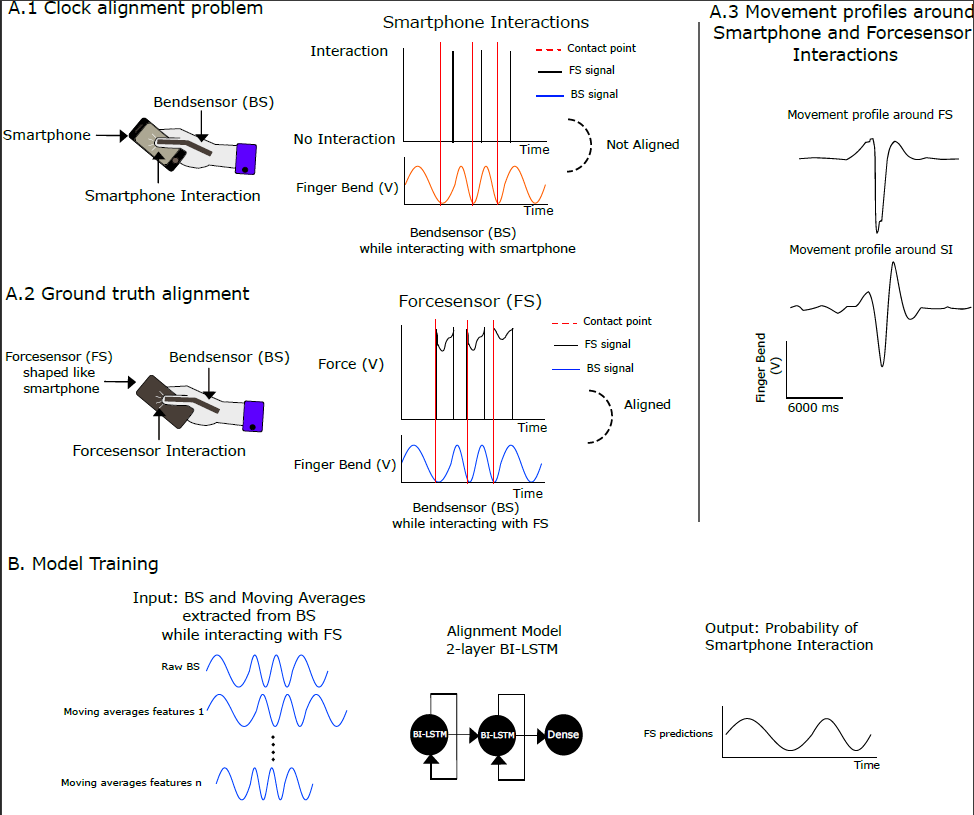 A.1 Clock alignment problem
Bendsensor (BS)
Smartphone
Smartphone Interaction
Smartphone Interactions
Interaction
No Interaction
Time
Contact point
FS signal
BS signal
Not Aligned
Finger Bend (V)
Time
Bendsensor (BS)
while interacting with smartphone
A.2 Ground truth alignment
Forcesensor (FS)
shaped like
smartphone
Bendsensor (BS)
Forcesensor Interaction
Forcesensor (FS)
Force (V)
Time
Contact point
FS signal
BS signal
Aligned
Finger Bend (V)
Time
Bendsensor (BS)
while interacting with FS
A.3 Movement profiles around
Smartphone and Forcesensor
Interactions
Movement profile around FS
Movement profile around SI
Finger Bend
(V)
6000 ms
B. Model Training
Input: BS and Moving Averages
extracted from BS
while interacting with FS
Raw BS
Moving averages features 1
Moving averages features n
Alignment Model
2-layer BI-LSTM
BI-LSTM
BI-LSTM
Dense
Output: Probability of
Smartphone Interaction
FS predictions
Time